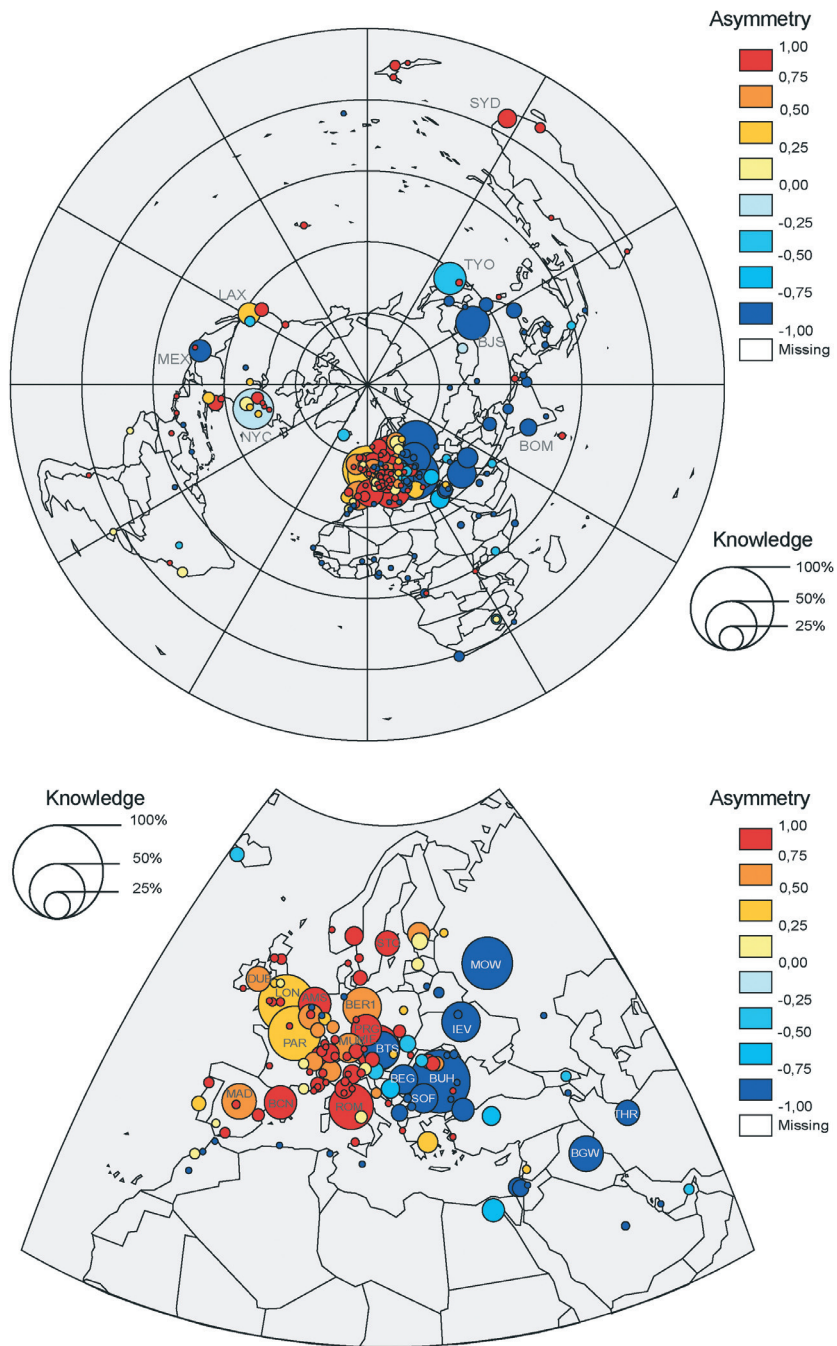 Asymmetry
1,00
0,75
0,50
0,25
0,00
-0,25
-0,50
-0,75
-1,00
Missing
SYD
TYO
LAX
BJS
MEX
NYC
BOM
Knowledge
100%
50%
25%
Knowledge
100%
50%
25%
Asymmetry
1,00
0,75
0,50
0,25
0,00
-0,25
-0,50
-0,75
-1,00
Missing
STO
MOW
DUB
LON
AMS
BER1
IEV
PRG
PAR
MUN1
BTS
BEG
BUH
SOF
MAD
BCN
ROM
THR
BGW